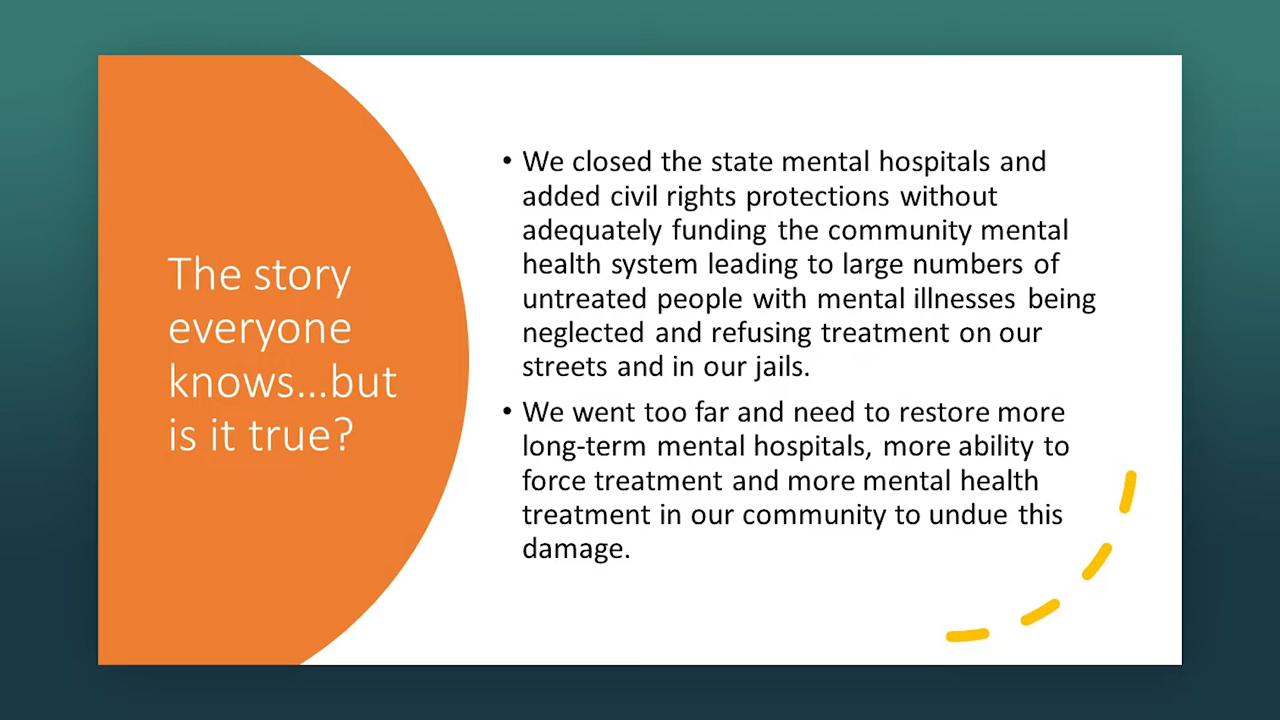 The story
everyone
knows...but
is it true?
• We closed the state mental hospitals and
added civil rights protections without
adequately funding the community mental
health system leading to large numbers of
untreated people with mental illnesses being
neglected and refusing treatment on our
streets and in our jails.
• We went too far and need to restore more
long-term mental hospitals, more ability to
force treatment and more mental health
treatment in our community to undue this
damage.